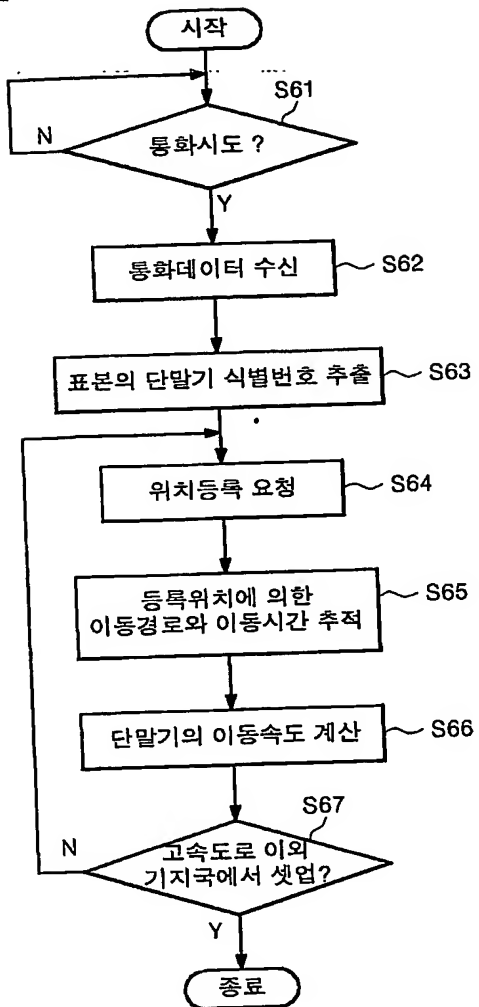 시작
S61
N
통화시도 ?
Y
통화데이터 수신
S62
표본의 단말기 식별번호 추출
S63
위치등록 요청
S64
등록위치에 의한
이동경로와 이동시간 추적
S65
단말기의 이동속도 계산
S66
S67
N
고속도로 이외
기지국에서 셋업?
Y
종료